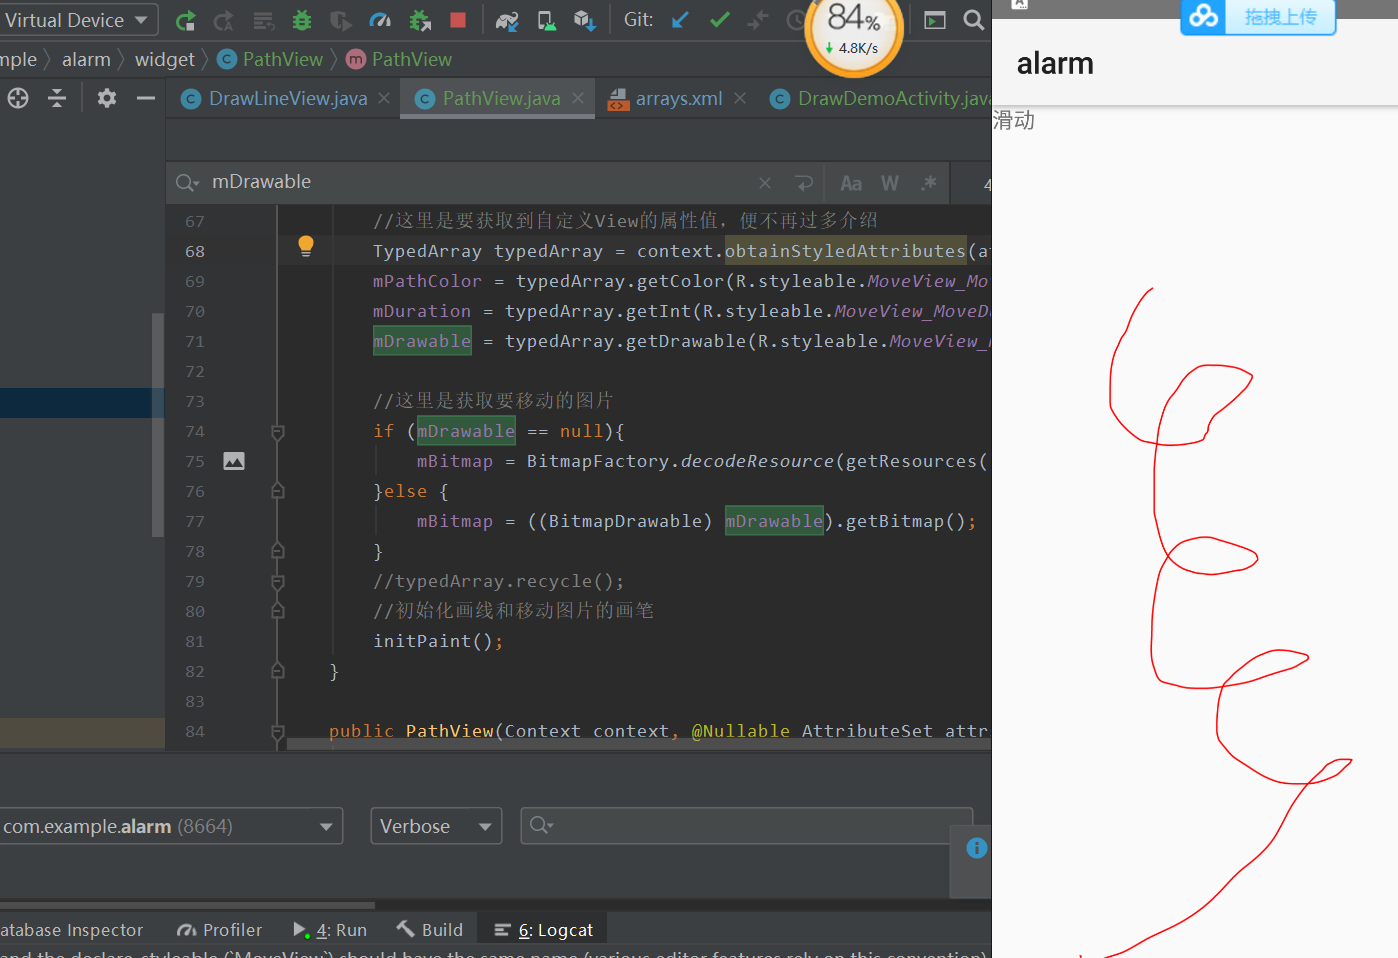 Virtual Device
Git:
84%
4.8K/s
拖拽上传
mple 〉 alarm 〉 widget 〉 PathView 〉 PathView
alarm
DrawLineView.java
PathView.java
arrays.xml
DrawDemoActivity.java
滑动
mDrawable
Aa W .*
67 //这里是要获取到自定义View的属性值，便不再过多介绍
68 TypedArray typedArray = context.obtainStyledAttributes(at
69 mPathColor = typedArray.getColor(R.styleable.MoveView_Mo
70 mDuration = typedArray.getInt(R.styleable.MoveView_MoveDu
71 mDrawable = typedArray.getDrawable(R.styleable.MoveView_
72
73 //这里是获取要移动的图片
74 if (mDrawable == null){
75 mBitmap = BitmapFactory.decodeResource(getResources(
76 }else {
77 mBitmap = ((BitmapDrawable) mDrawable).getBitmap();
78 }
79 //typedArray.recycle();
80 //初始化画线和移动图片的画笔
81 initPaint();
82 }
83
84 public PathView(Context context, @Nullable AttributeSet attr
com.example.alarm (8664)
Verbose
atabase Inspector
Profiler
4: Run
Build
6: Logcat
and the declare-styleable (`MoveView`) should have the same name (various editor features rely on this convention)